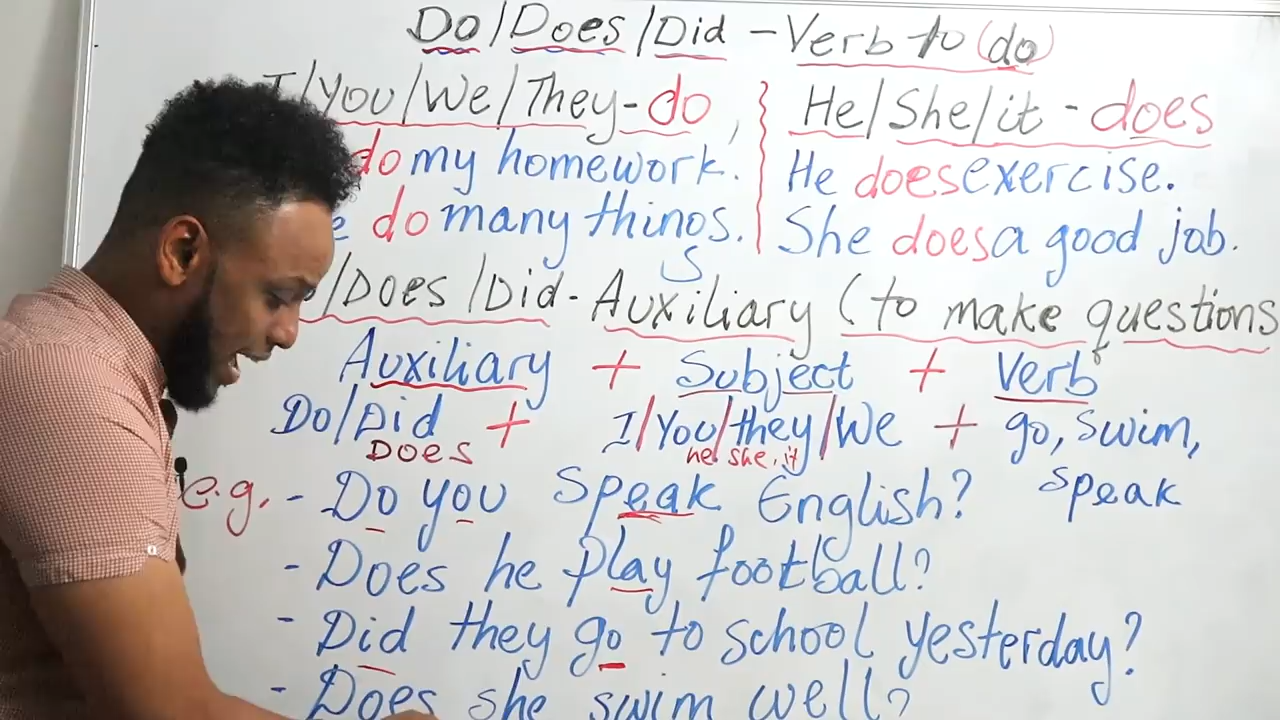 Do/Does/Did - Verb to (do)
I/You/We/They-do, He/She/it - does
do my homework. He does exercise.
do many thinos. She does a good job.
S
/Does/Did- Auxiliary (to make questions
Auxiliary + Subject + Verb
Do/Did + I/You/they/We + go, swim,
Does he she, it
e.g. - Do you speak English? speak
- Does he play football?
- Did they go to school yesterday?
- Does she swim well?